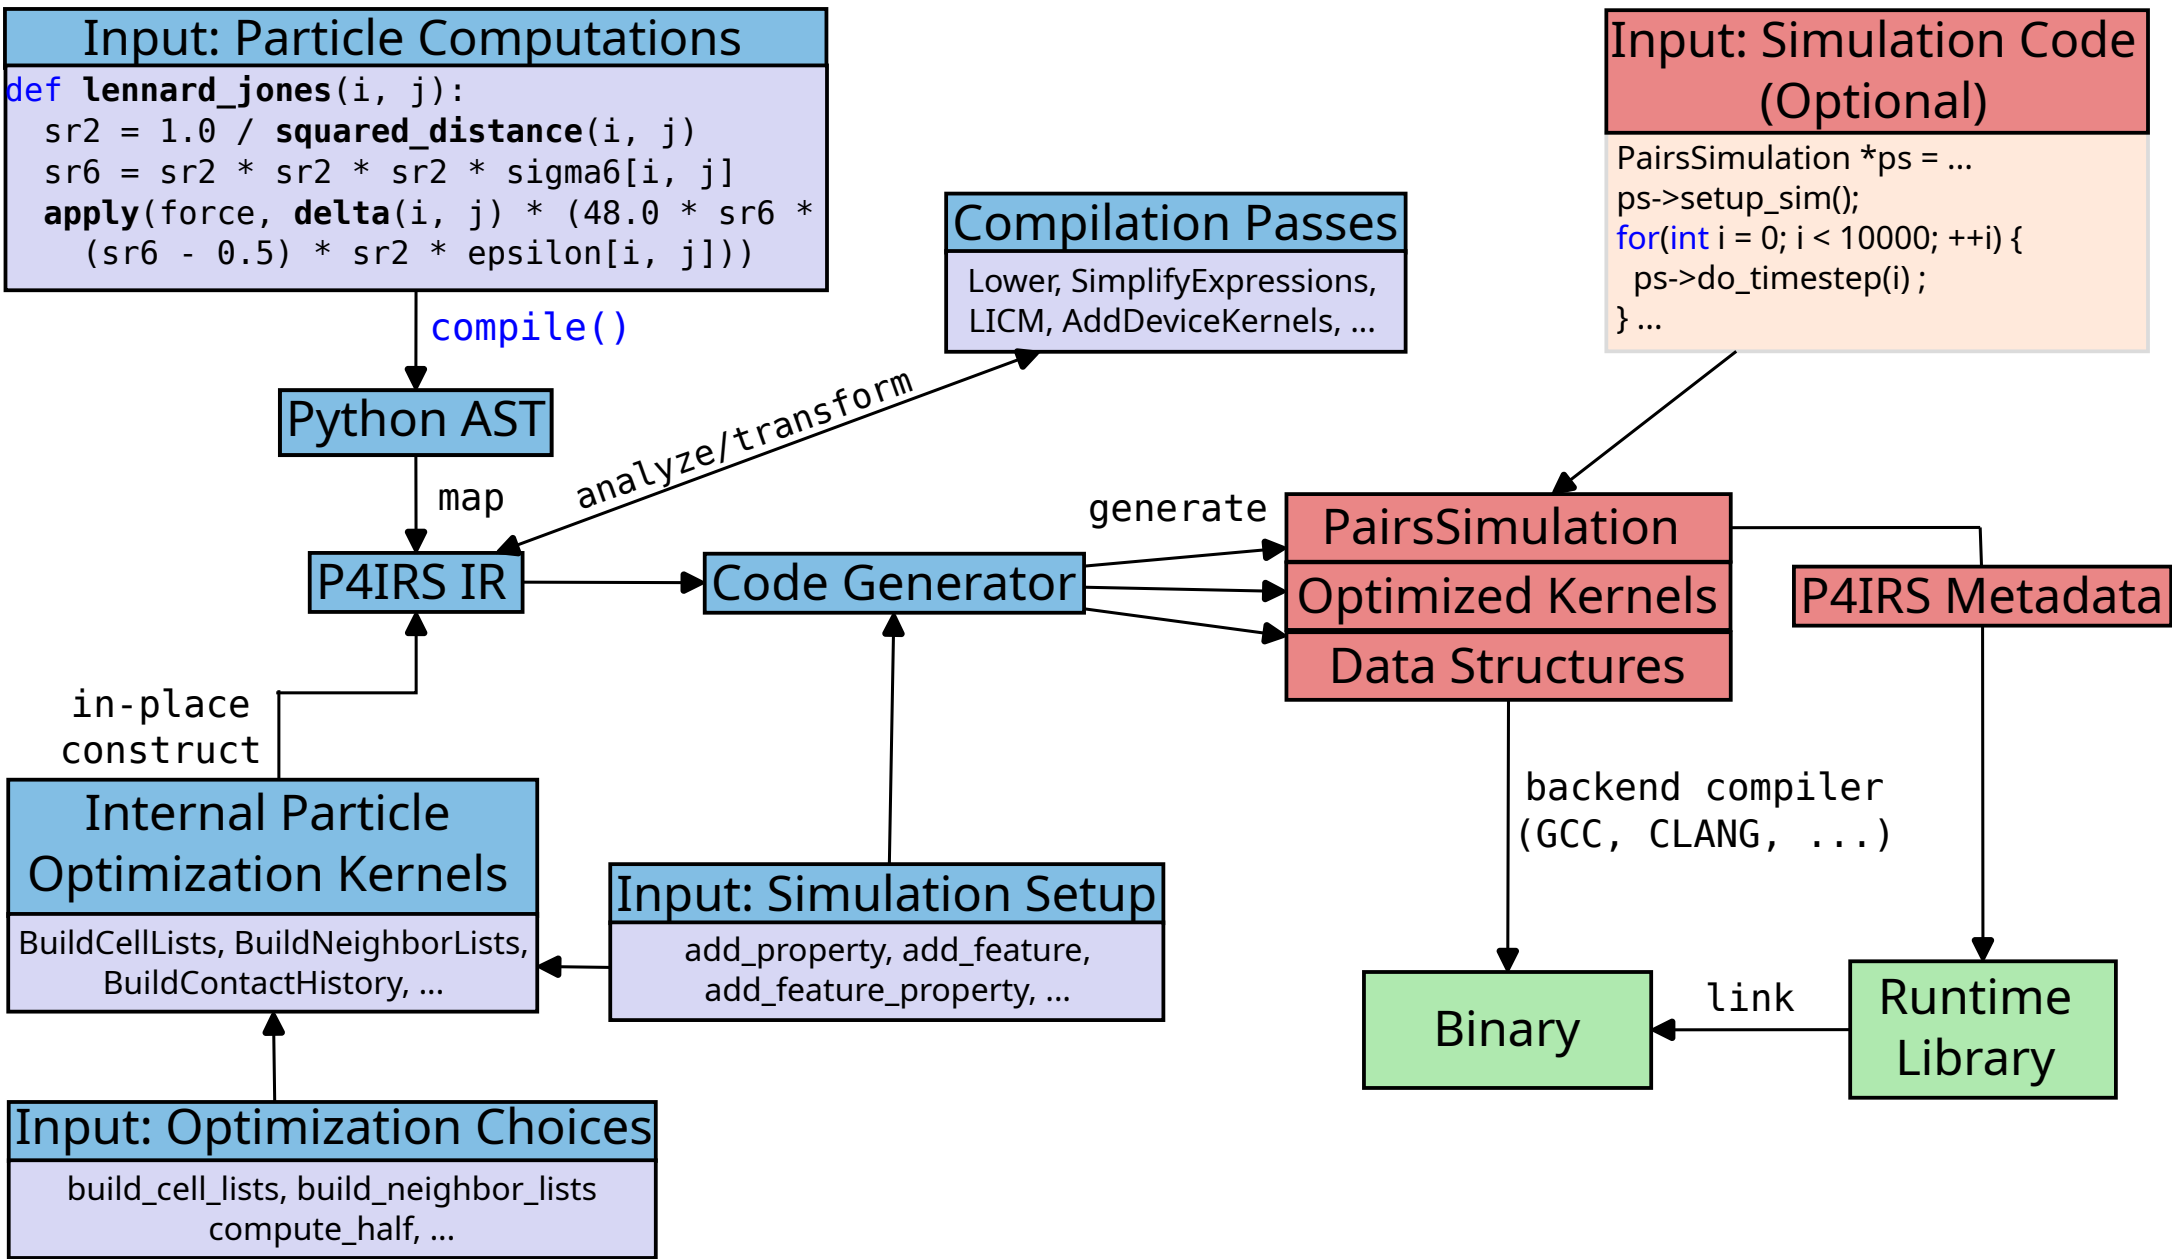 Input: Particle Computations
def lennard_jones(i, j):
  sr2 = 1.0 / squared_distance(i, j)
  sr6 = sr2 * sr2 * sr2 * sigma6[i, j]
  apply(force, delta(i, j) * (48.0 * sr6 *
    (sr6 - 0.5) * sr2 * epsilon[i, j]))
compile()
Python AST
map
P4IRS IR
analyze/transform
Compilation Passes
Lower, SimplifyExpressions,
LICM, AddDeviceKernels, ...
Input: Simulation Code
(Optional)
PairsSimulation *ps = ...
ps->setup_sim();
for(int i = 0; i < 10000; ++i) {
  ps->do_timestep(i) ;
} ...
Code Generator
generate
PairsSimulation
Optimized Kernels
Data Structures
P4IRS Metadata
in-place
construct
Internal Particle
Optimization Kernels
BuildCellLists, BuildNeighborLists,
BuildContactHistory, ...
Input: Simulation Setup
add_property, add_feature,
add_feature_property, ...
backend compiler
(GCC, CLANG, ...)
Binary
link
Runtime
Library
Input: Optimization Choices
build_cell_lists, build_neighbor_lists
compute_half, ...